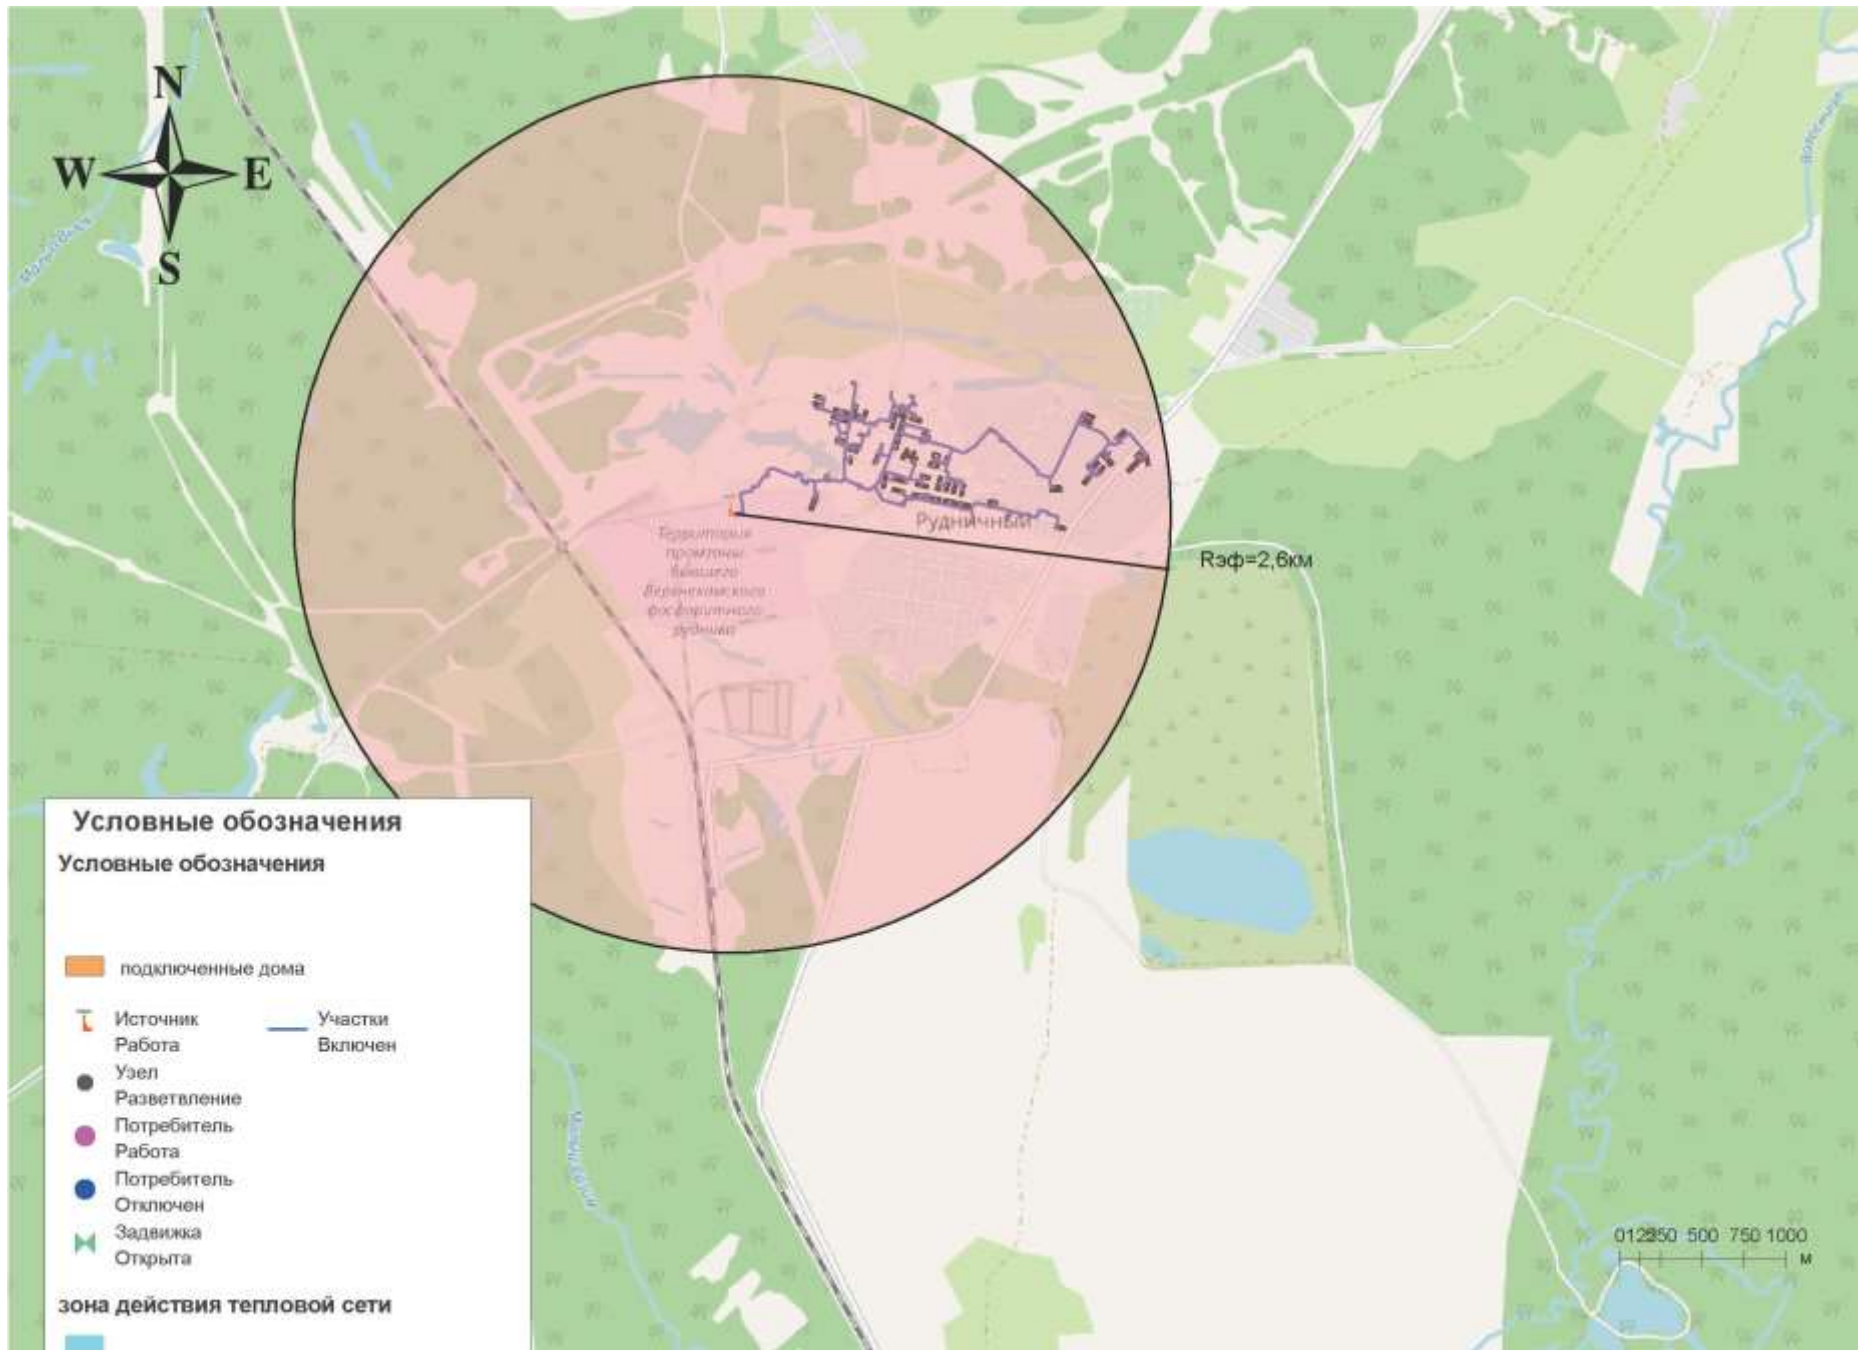 N
W E
S
Территория
промзоны
бывшего
Верхнекамского
фосфоритного
рудника
Рудничный
Rэф=2,6км
Условные обозначения
Условные обозначения
подключенные дома
Источник
Работа
Участки
Включен
Узел
Разветвление
Потребитель
Работа
Потребитель
Отключен
Задвижка
Открыта
зона действия тепловой сети
500 750 1000
м